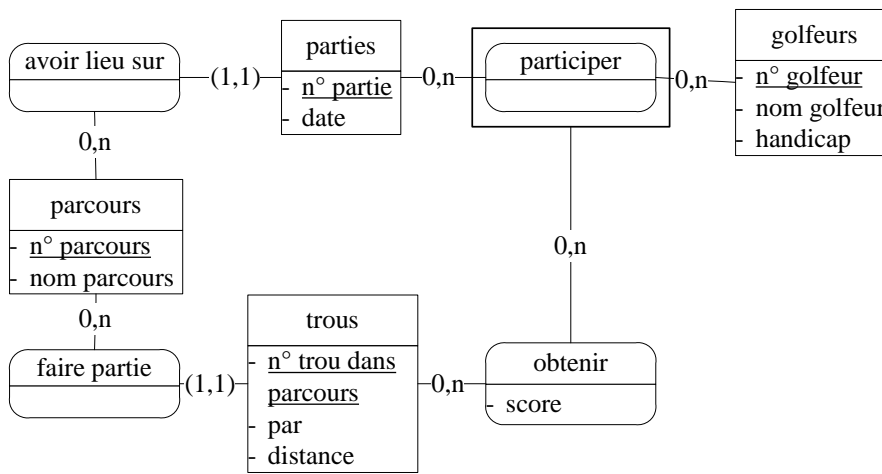 avoir lieu sur
(1,1)
parties
- n° partie
- date
0,n
participer
0,n
golfeurs
- n° golfeur
- nom golfeur
- handicap
0,n
parcours
- n° parcours
- nom parcours
0,n
0,n
faire partie
(1,1)
trous
- n° trou dans
parcours
- par
- distance
0,n
obtenir
- score